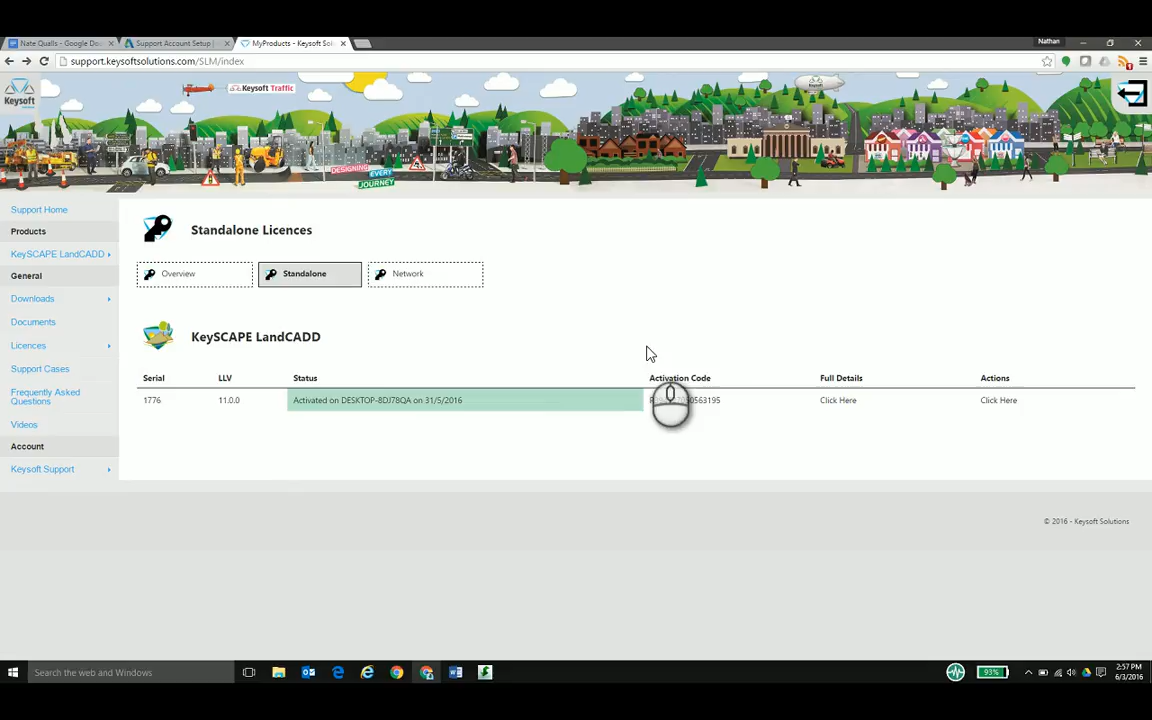 Nate Qualls - Google Do
Support Account Setup |
MyProducts - Keysoft Sol
Nathan
support.keysoftsolutions.com/SLM/index
Keysoft
Keysoft Traffic
Keysoft
DESIGNING
EVERY
JOURNEY
Support Home
Products
KeySCAPE LandCADD
General
Downloads
Documents
Licences
Support Cases
Frequently Asked
Questions
Videos
Account
Keysoft Support
Standalone Licences
Overview
Standalone
Network
KeySCAPE LandCADD
Serial LLV Status Activation Code Full Details Actions
1776 11.0.0 Activated on DESKTOP-8DJ78QA on 31/5/2016 Click Here Click Here
© 2016 - Keysoft Solutions
Search the web and Windows
93%
2:57 PM
6/3/2016